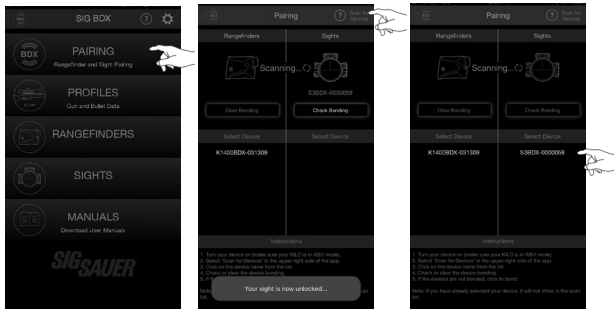 SIG BDX
?
BDX
PAIRING
Rangefinder and Sight Pairing
PROFILES
Gun and Bullet Data
RANGEFINDERS
SIGHTS
MANUALS
Download User Manuals
SIG SAUER
Pairing
?
Scan for
Devices
Rangefinders
Sights
Scanning...
S3BDX-0000058
Clear Bonding
Check Bonding
Select Device
Select Device
K1400BDX-031309
Instructions
1. Turn your device on (make sure your KILO is in ABU mode)
2. Select 'Scan for Devices' in the upper right side of the app.
3. Click on the device name from the list.
4. Check or clear the device bonding
5. If
Your sight is now unlocked...
Note
scan
list.
Pairing
?
Scan for
Devices
Rangefinders
Sights
Scanning...
Clear Bonding
Check Bonding
Select Device
Select Device
K1400BDX-031309
S3BDX-0000058
Instructions
1. Turn your device on (make sure your KILO is in ABU mode)
2. Select 'Scan for Devices' in the upper right side of the app.
3. Click on the device name from the list.
4. Check or clear the device bonding
5. If the devices are not bonded, click to bond
Note: If you have already selected your device, it will not show in the scan
list.